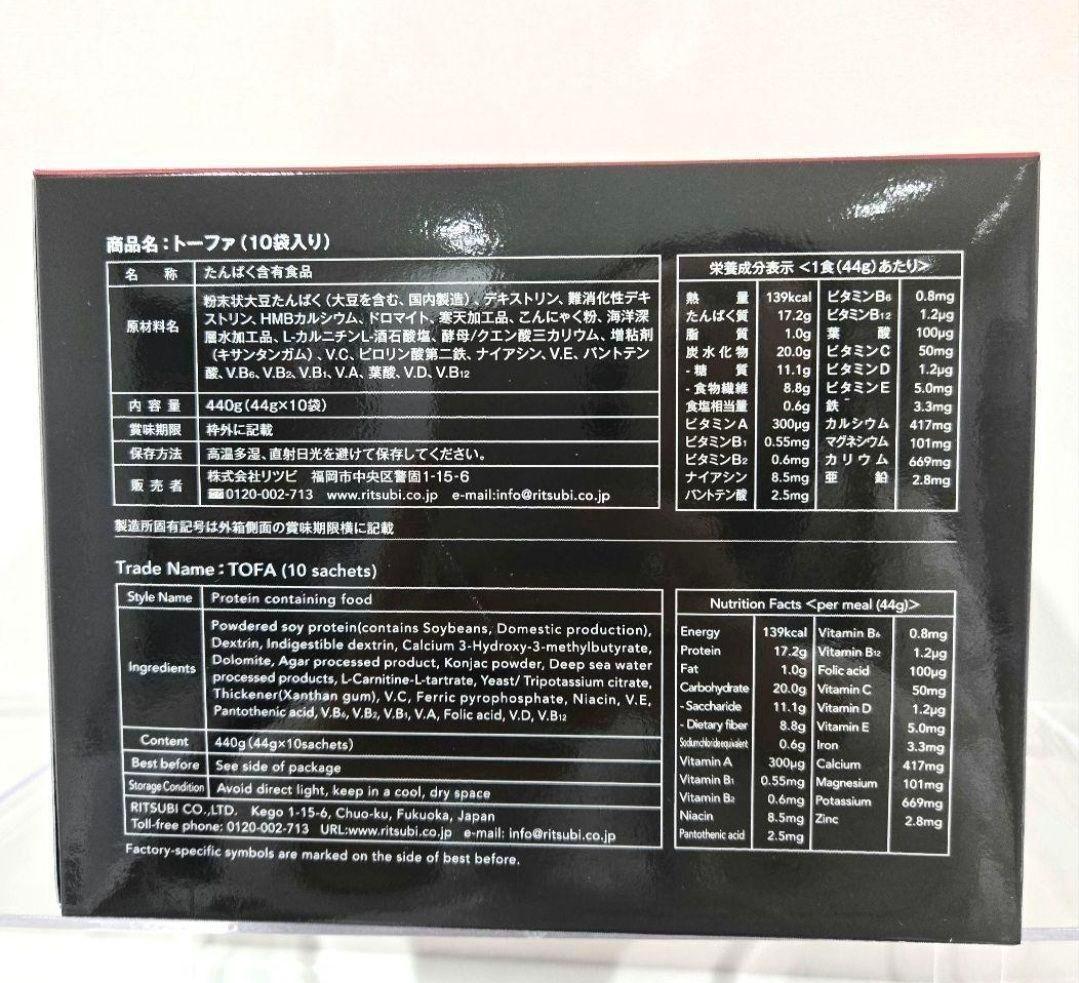 商品名：トーファ（10袋入り）
名　称　たんぱく含有食品
原材料名　粉末状大豆たんぱく（大豆を含む、国内製造）、デキストリン、難消化性デキ
ストリン、HMBカルシウム、ドロマイト、寒天加工品、こんにゃく粉、海洋深
層水加工品、L-カルニチンL-酒石酸塩、酵母/クエン酸三カリウム、増粘剤
（キサンタンガム）、V.C、ピロリン酸第二鉄、ナイアシン、V.E、パントテン
酸、V.B6、V.B2、V.B1、V.A、葉酸、V.D、V.B12
内容量　440g（44g×10袋）
賞味期限　枠外に記載
保存方法　高温多湿、直射日光を避けて保存してください。
販売者　株式会社リツビ　福岡市中央区警固1-15-6
0120-002-713　www.ritsubi.co.jp　e-mail:info@ritsubi.co.jp
製造所固有記号は外箱側面の賞味期限横に記載
栄養成分表示 <1食(44g)あたり>
熱量　139kcal　ビタミンB6　0.8mg
たんぱく質　17.2g　ビタミンB12　1.2μg
脂質　1.0g　葉酸　100μg
炭水化物　20.0g　ビタミンC　50mg
- 糖質　11.1g　ビタミンD　1.2μg
- 食物繊維　8.8g　ビタミンE　5.0mg
食塩相当量　0.6g　鉄　3.3mg
ビタミンA　300μg　カルシウム　417mg
ビタミンB1　0.55mg　マグネシウム　101mg
ビタミンB2　0.6mg　カリウム　669mg
ナイアシン　8.5mg　亜鉛　2.8mg
パントテン酸　2.5mg
Trade Name：TOFA (10 sachets)
Style Name　Protein containing food
Ingredients　Powdered soy protein(contains Soybeans, Domestic production),
Dextrin, Indigestible dextrin, Calcium 3-Hydroxy-3-methylbutyrate,
Dolomite, Agar processed product, Konjac powder, Deep sea water
processed products, L-Carnitine-L-tartrate, Yeast/ Tripotassium citrate,
Thickener(Xanthan gum), V.C, Ferric pyrophosphate, Niacin, V.E,
Pantothenic acid, V.B6, V.B2, V.B1, V.A, Folic acid, V.D, V.B12
Content　440g(44g×10sachets)
Best before　See side of package
Storage Condition　Avoid direct light, keep in a cool, dry space
RITSUBI CO.,LTD. Kego 1-15-6, Chuo-ku, Fukuoka, Japan
Toll-free phone: 0120-002-713 URL:www.ritsubi.co.jp e-mail: info@ritsubi.co.jp
Factory-specific symbols are marked on the side of best before.
Nutrition Facts <per meal (44g)>
Energy　139kcal　Vitamin B6　0.8mg
Protein　17.2g　Vitamin B12　1.2μg
Fat　1.0g　Folic acid　100μg
Carbohydrate　20.0g　Vitamin C　50mg
- Saccharide　11.1g　Vitamin D　1.2μg
- Dietary fiber　8.8g　Vitamin E　5.0mg
Sodium chloride equivalent　0.6g　Iron　3.3mg
Vitamin A　300μg　Calcium　417mg
Vitamin B1　0.55mg　Magnesium　101mg
Vitamin B2　0.6mg　Potassium　669mg
Niacin　8.5mg　Zinc　2.8mg
Pantothenic acid　2.5mg